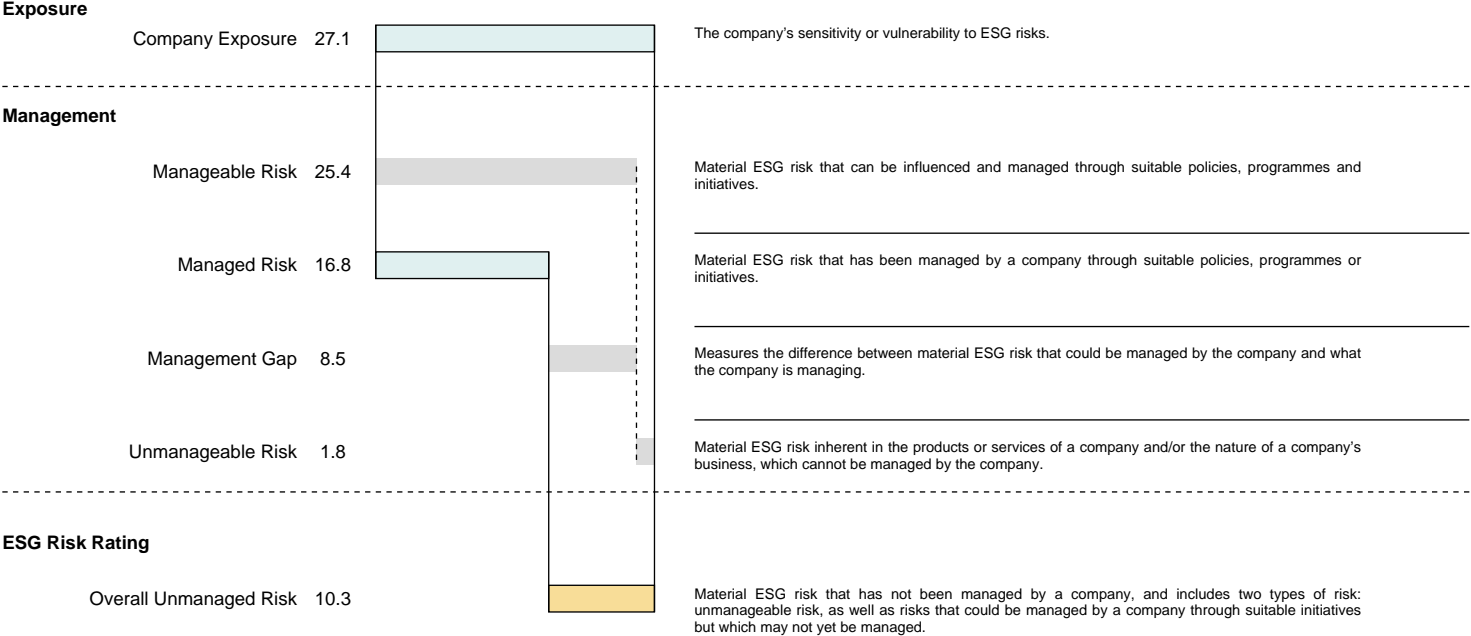 Exposure
Company Exposure 27.1
The company’s sensitivity or vulnerability to ESG risks.
Management
Manageable Risk 25.4
Material ESG risk that can be influenced and managed through suitable policies, programmes and
initiatives.
Managed Risk 16.8
Material ESG risk that has been managed by a company through suitable policies, programmes or
initiatives.
Management Gap 8.5
Measures the difference between material ESG risk that could be managed by the company and what
the company is managing.
Unmanageable Risk 1.8
Material ESG risk inherent in the products or services of a company and/or the nature of a company’s
business, which cannot be managed by the company.
ESG Risk Rating
Overall Unmanaged Risk 10.3
Material ESG risk that has not been managed by a company, and includes two types of risk:
unmanageable risk, as well as risks that could be managed by a company through suitable initiatives
but which may not yet be managed.